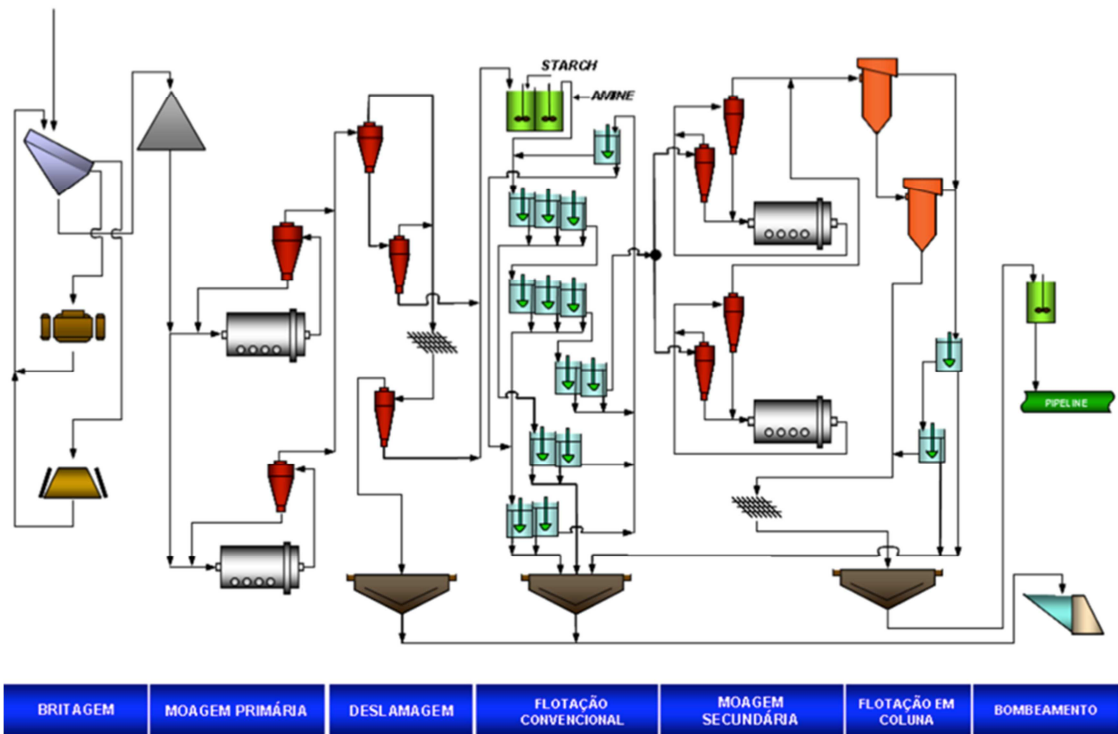 STARCH
AMINE
PIPELINE
BRITAGEM
MOAGEM PRIMÁRIA
DESLAMAGEM
FLOTAÇÃO
CONVENCIONAL
MOAGEM
SECUNDÁRIA
FLOTAÇÃO EM
COLUNA
BOMBEAMENTO